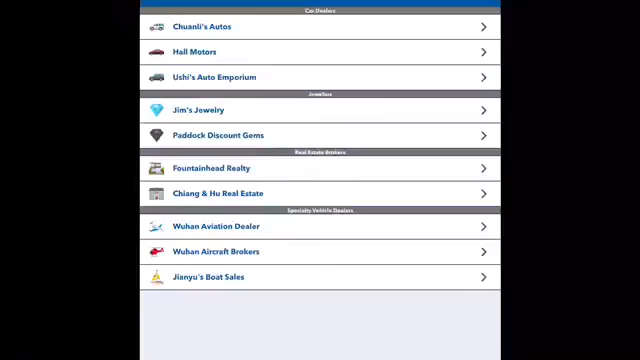 Car Dealers
Chuanli's Autos
Hall Motors
Ushi's Auto Emporium
Jewelers
Jim's Jewelry
Paddock Discount Gems
Real Estate Brokers
Fountainhead Realty
Chiang & Hu Real Estate
Specialty Vehicle Dealers
Wuhan Aviation Dealer
Wuhan Aircraft Brokers
Jianyu's Boat Sales